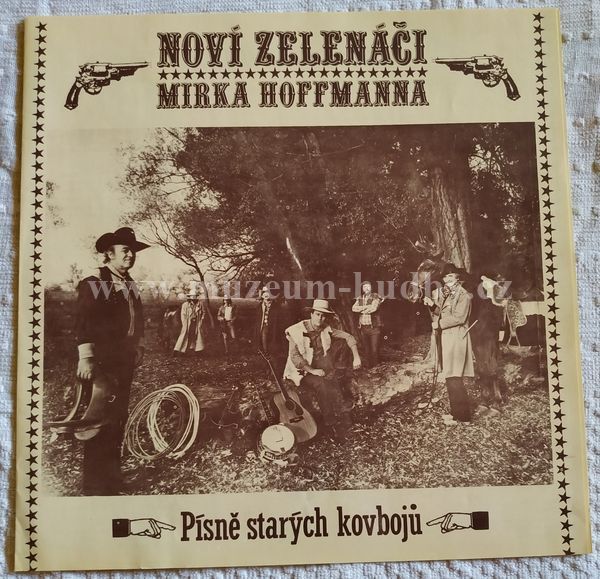 NOVÍ ZELENÁČI
MIRKA HOFFMANNA
www.muzeum-hudby.cz
Písně starých kovbojů